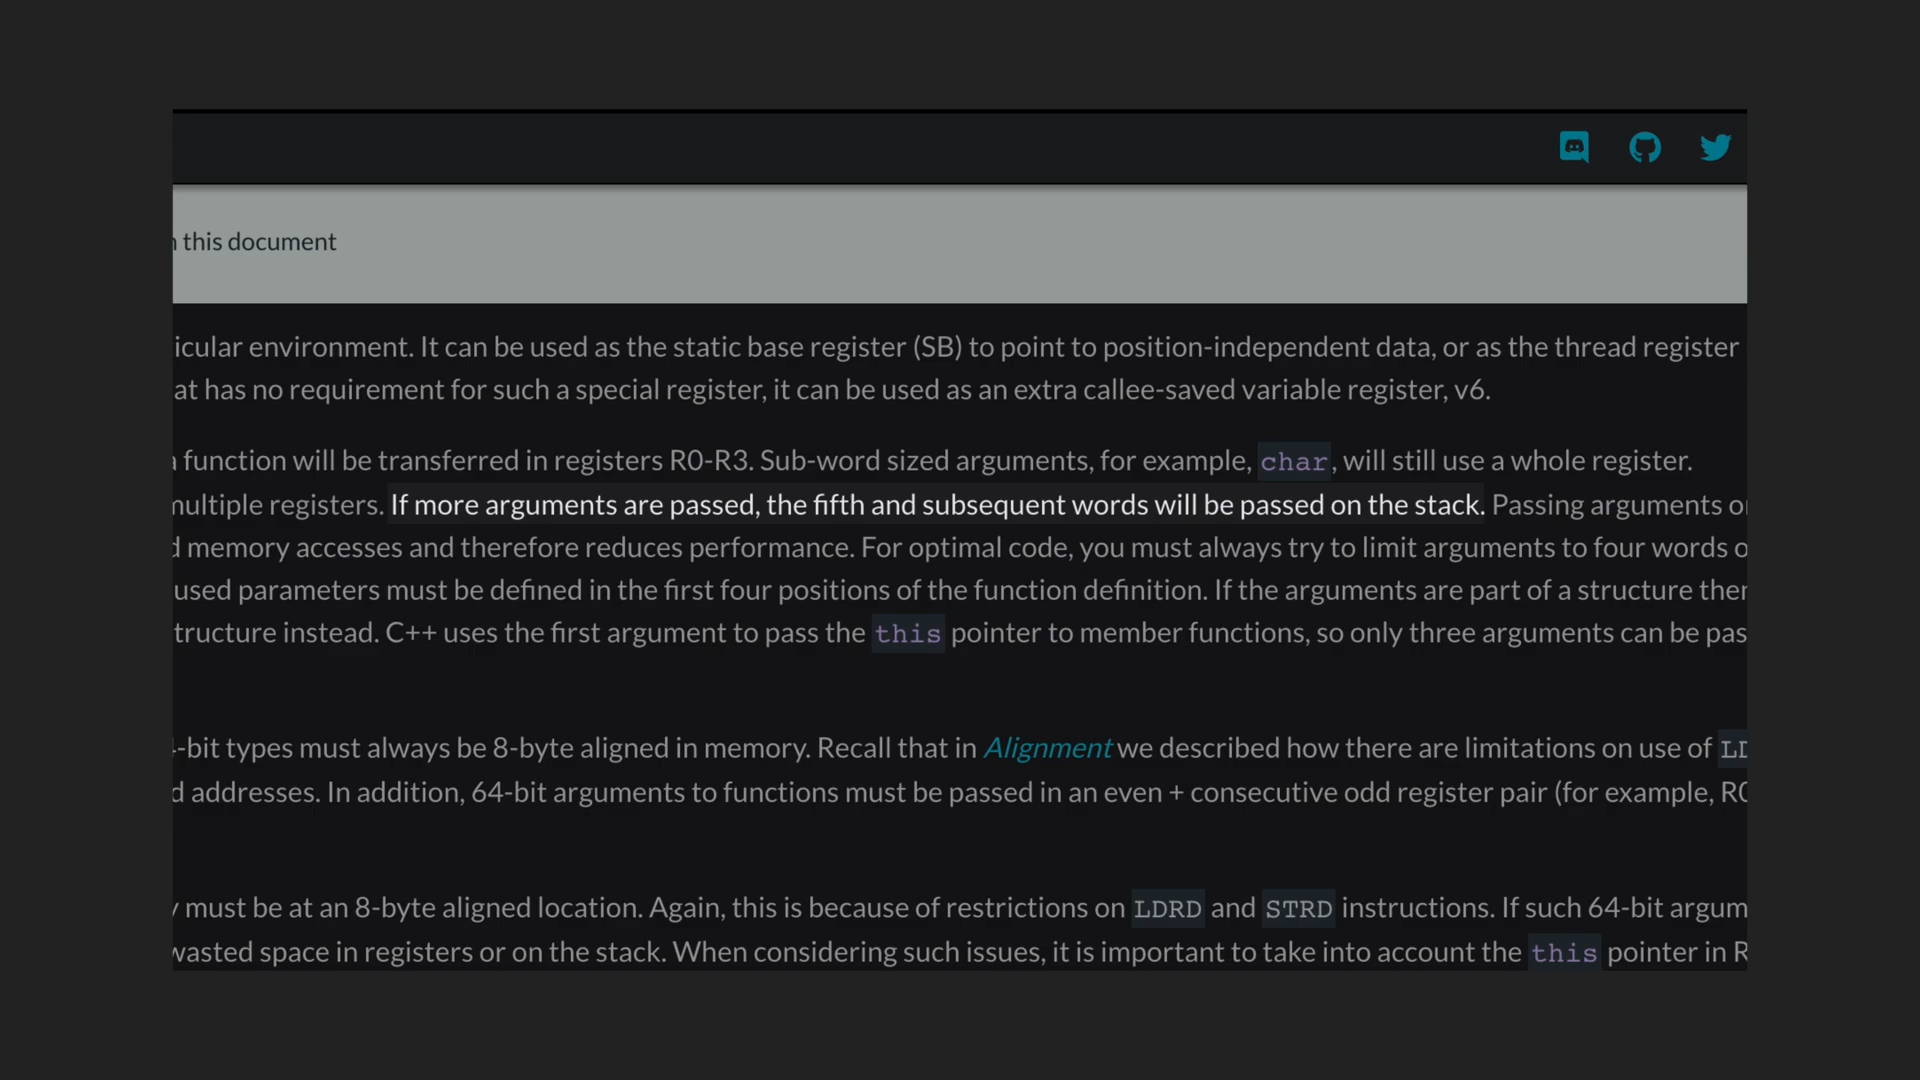 this document
icular environment. It can be used as the static base register (SB) to point to position-independent data, or as the thread register
at has no requirement for such a special register, it can be used as an extra callee-saved variable register, v6.
function will be transferred in registers R0-R3. Sub-word sized arguments, for example, char, will still use a whole register.
multiple registers. If more arguments are passed, the fifth and subsequent words will be passed on the stack. Passing arguments
memory accesses and therefore reduces performance. For optimal code, you must always try to limit arguments to four words
used parameters must be defined in the first four positions of the function definition. If the arguments are part of a structure
tructure instead. C++ uses the first argument to pass the this pointer to member functions, so only three arguments can be pas
-bit types must always be 8-byte aligned in memory. Recall that in Alignment we described how there are limitations on use of
addresses. In addition, 64-bit arguments to functions must be passed in an even + consecutive odd register pair (for example,
must be at an 8-byte aligned location. Again, this is because of restrictions on LDRD and STRD instructions. If such 64-bit argum
wasted space in registers or on the stack. When considering such issues, it is important to take into account the this pointer in